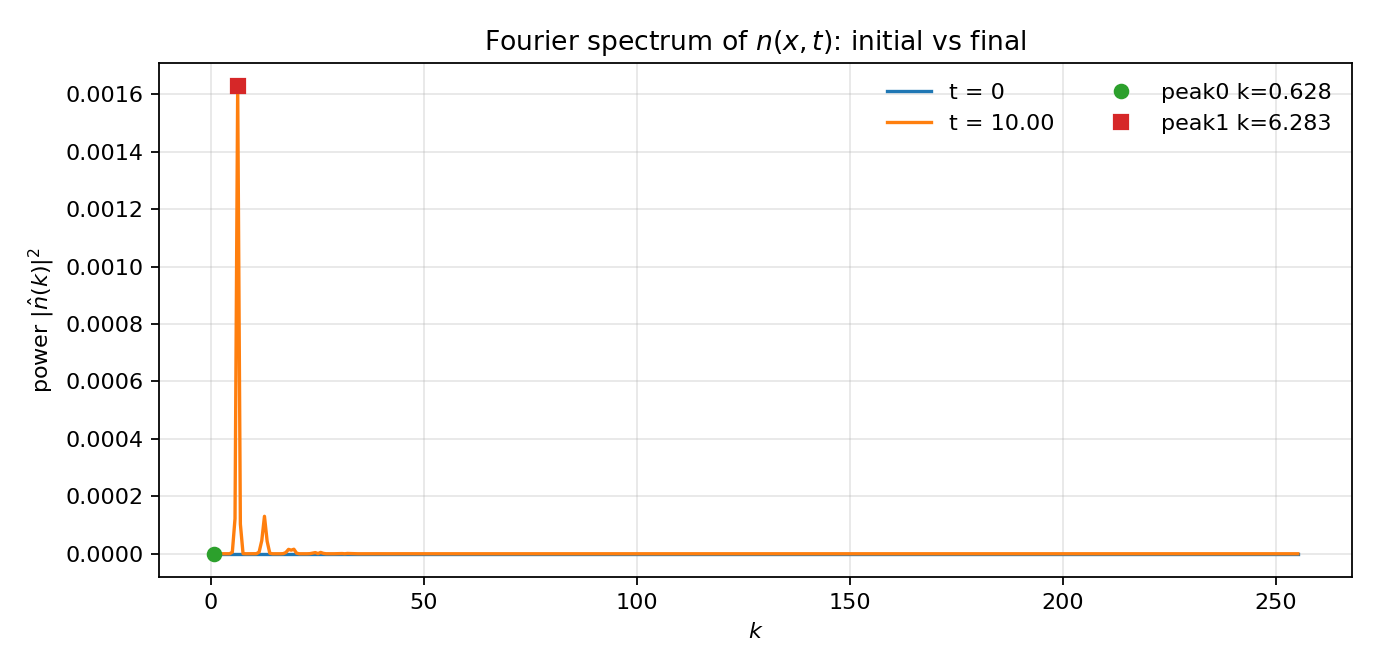 Fourier spectrum of n(x, t): initial vs final
power |n̂(k)|²
0.0016
0.0014
0.0012
0.0010
0.0008
0.0006
0.0004
0.0002
0.0000
t = 0
t = 10.00
peak0 k=0.628
peak1 k=6.283
0 50 100 150 200 250
k